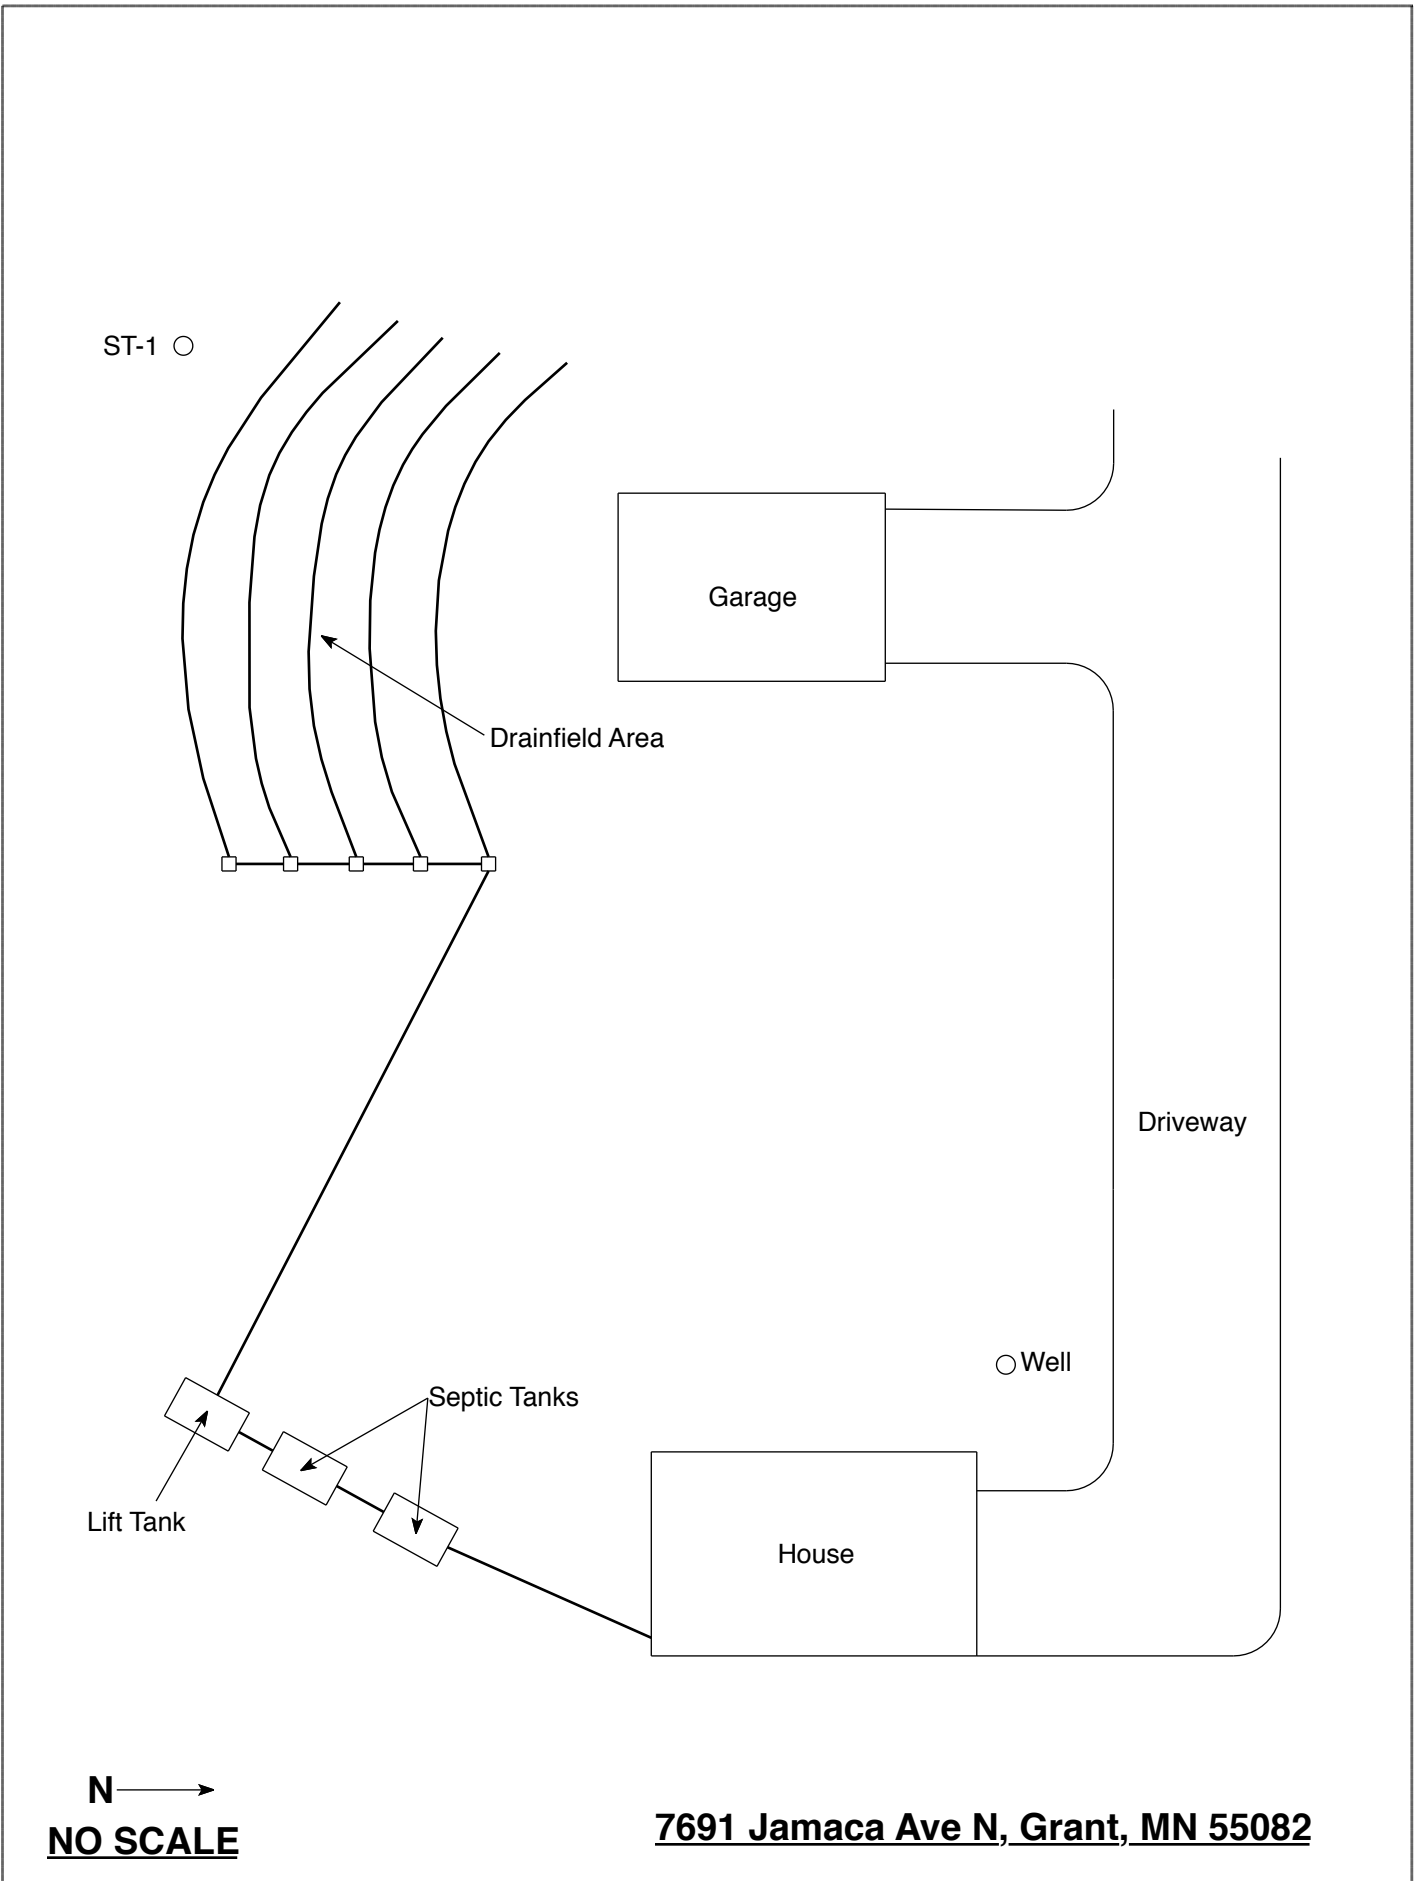 ST-1
Garage
Drainfield Area
Driveway
Well
Septic Tanks
Lift Tank
House
N
NO SCALE
7691 Jamaca Ave N, Grant, MN 55082